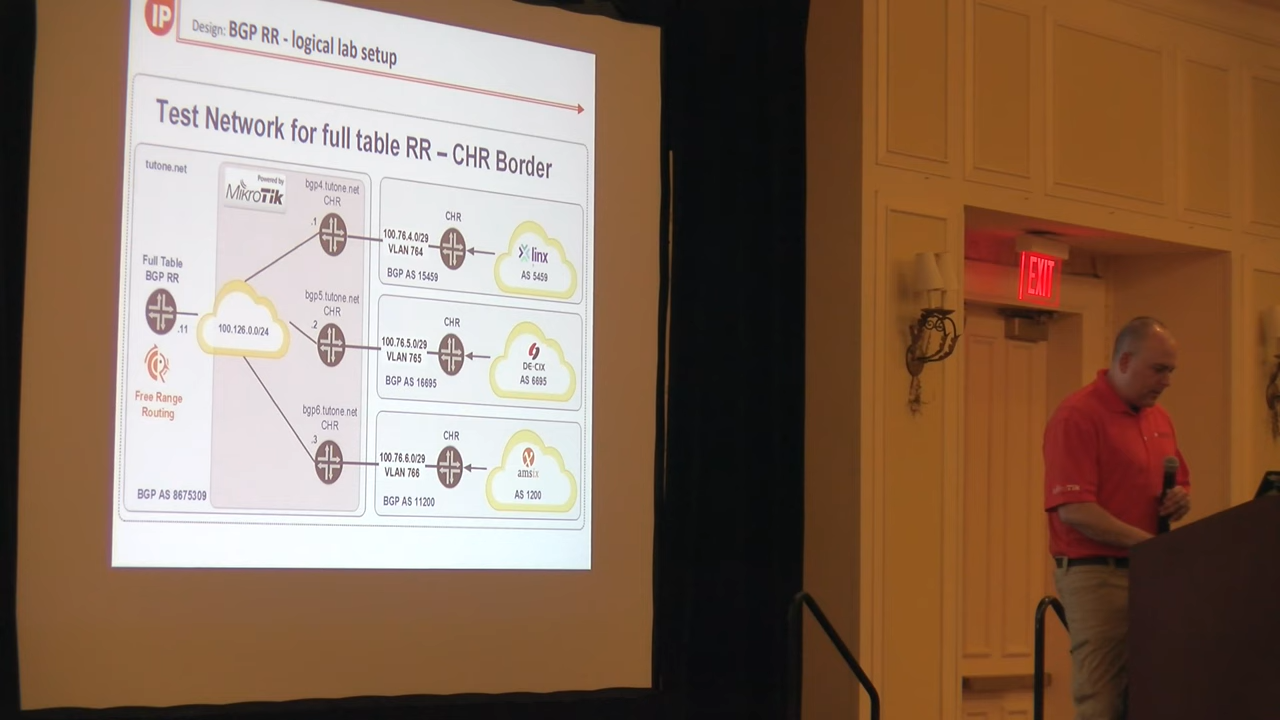 IP
Design: BGP RR - logical lab setup
Test Network for full table RR – CHR Border
tutone.net
Powered by
MikroTik
bgp4.tutone.net
CHR
.1
100.76.4.0/29
VLAN 764
BGP AS 15459
CHR
linx
AS 5459
Full Table
BGP RR
.11
100.126.0.0/24
Free Range
Routing
bgp5.tutone.net
CHR
.2
100.76.5.0/29
VLAN 765
BGP AS 16695
CHR
DE-CIX
AS 6695
bgp6.tutone.net
CHR
.3
100.76.6.0/29
VLAN 766
BGP AS 11200
CHR
amsix
AS 1200
BGP AS 8675309
EXIT
MikroTik